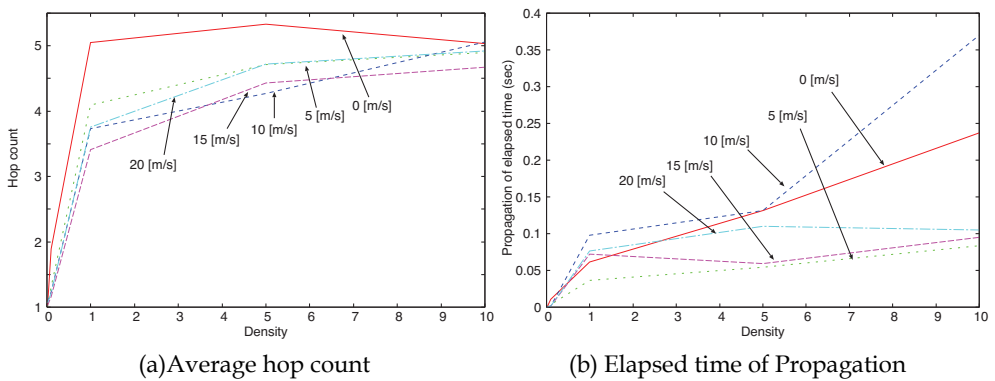 Hop count
5
4
3
2
1
0 [m/s]
5 [m/s]
10 [m/s]
15 [m/s]
20 [m/s]
0 1 2 3 4 5 6 7 8 9 10
Density
(a)Average hop count
Propagation of elapsed time (sec)
0.4
0.35
0.3
0.25
0.2
0.15
0.1
0.05
0
0 [m/s]
5 [m/s]
10 [m/s]
15 [m/s]
20 [m/s]
0 1 2 3 4 5 6 7 8 9 10
Density
(b) Elapsed time of Propagation